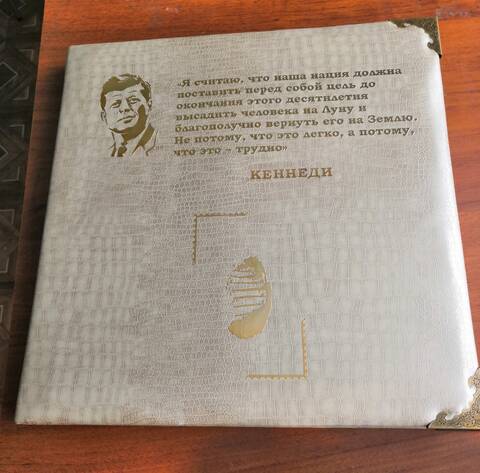 «Я считаю, что наша нация должна
поставить перед собой цель до
окончания этого десятилетия
высадить человека на Луну и
благополучно вернуть его на Землю.
Не потому, что это легко, а потому,
что это – трудно»
КЕННЕДИ